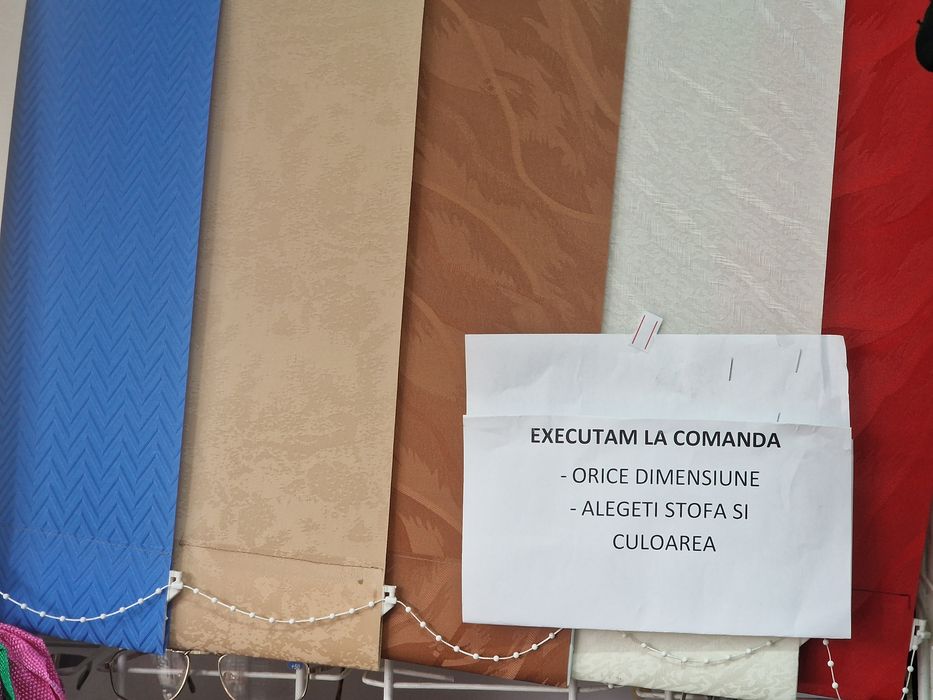 EXECUTAM LA COMANDA
- ORICE DIMENSIUNE
- ALEGETI STOFA SI
CULOAREA